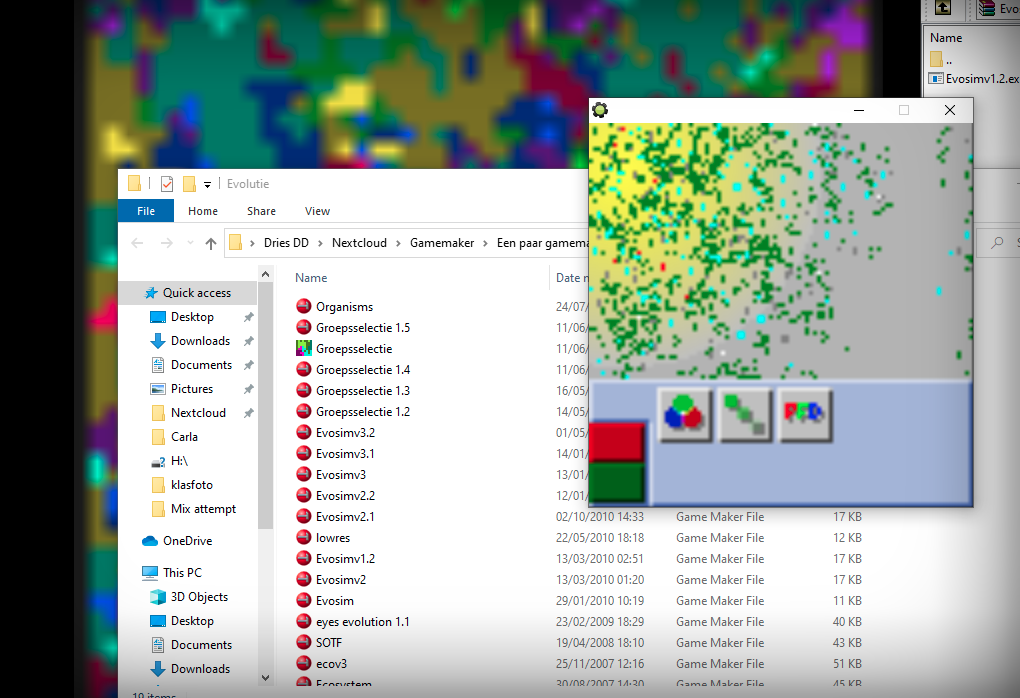 Evo
Name
..
Evosimv1.2.ex
Evolutie
File Home Share View
Dries DD Nextcloud Gamemaker Een paar gamema
Name Date
Quick access
Desktop
Downloads
Documents
Pictures
Nextcloud
Carla
H:\
klasfoto
Mix attempt
OneDrive
This PC
3D Objects
Desktop
Documents
Downloads
Organisms 24/07/
Groepsselectie 1.5 11/06/
Groepsselectie 11/06/
Groepsselectie 1.4 11/06/
Groepsselectie 1.3 16/05/
Groepsselectie 1.2 14/05/
Evosimv3.2 01/05/
Evosimv3.1 14/01/
Evosimv3 13/01/
Evosimv2.2 12/01/
Evosimv2.1 02/10/2010 14:33 Game Maker File 17 KB
lowres 22/05/2010 18:18 Game Maker File 12 KB
Evosimv1.2 13/03/2010 02:51 Game Maker File 17 KB
Evosimv2 13/03/2010 01:20 Game Maker File 17 KB
Evosim 29/01/2010 10:19 Game Maker File 11 KB
eyes evolution 1.1 23/02/2009 18:29 Game Maker File 40 KB
SOTF 19/04/2008 18:10 Game Maker File 43 KB
ecov3 25/11/2007 12:16 Game Maker File 51 KB
Ecosystem 30/08/2007 14:30 Game Maker File 45 KB
19 items